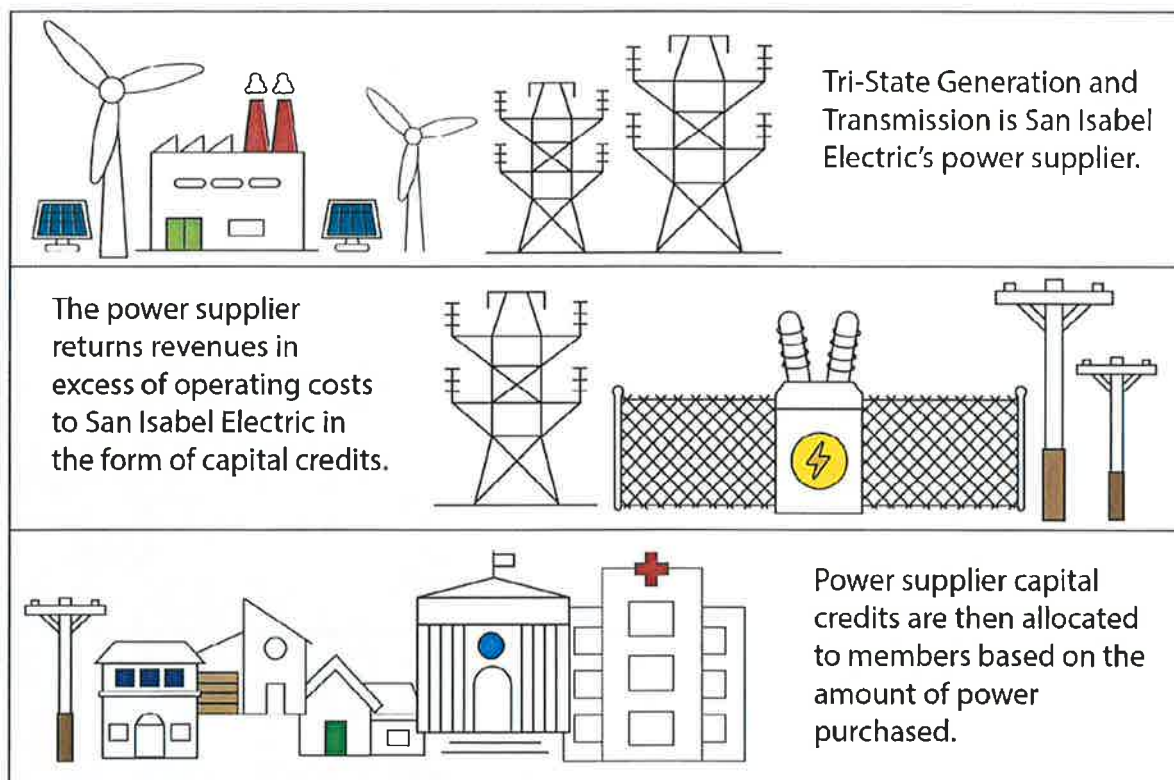 Tri-State Generation and
Transmission is San Isabel
Electric's power supplier.
The power supplier
returns revenues in
excess of operating costs
to San Isabel Electric in
the form of capital credits.
Power supplier capital
credits are then allocated
to members based on the
amount of power
purchased.